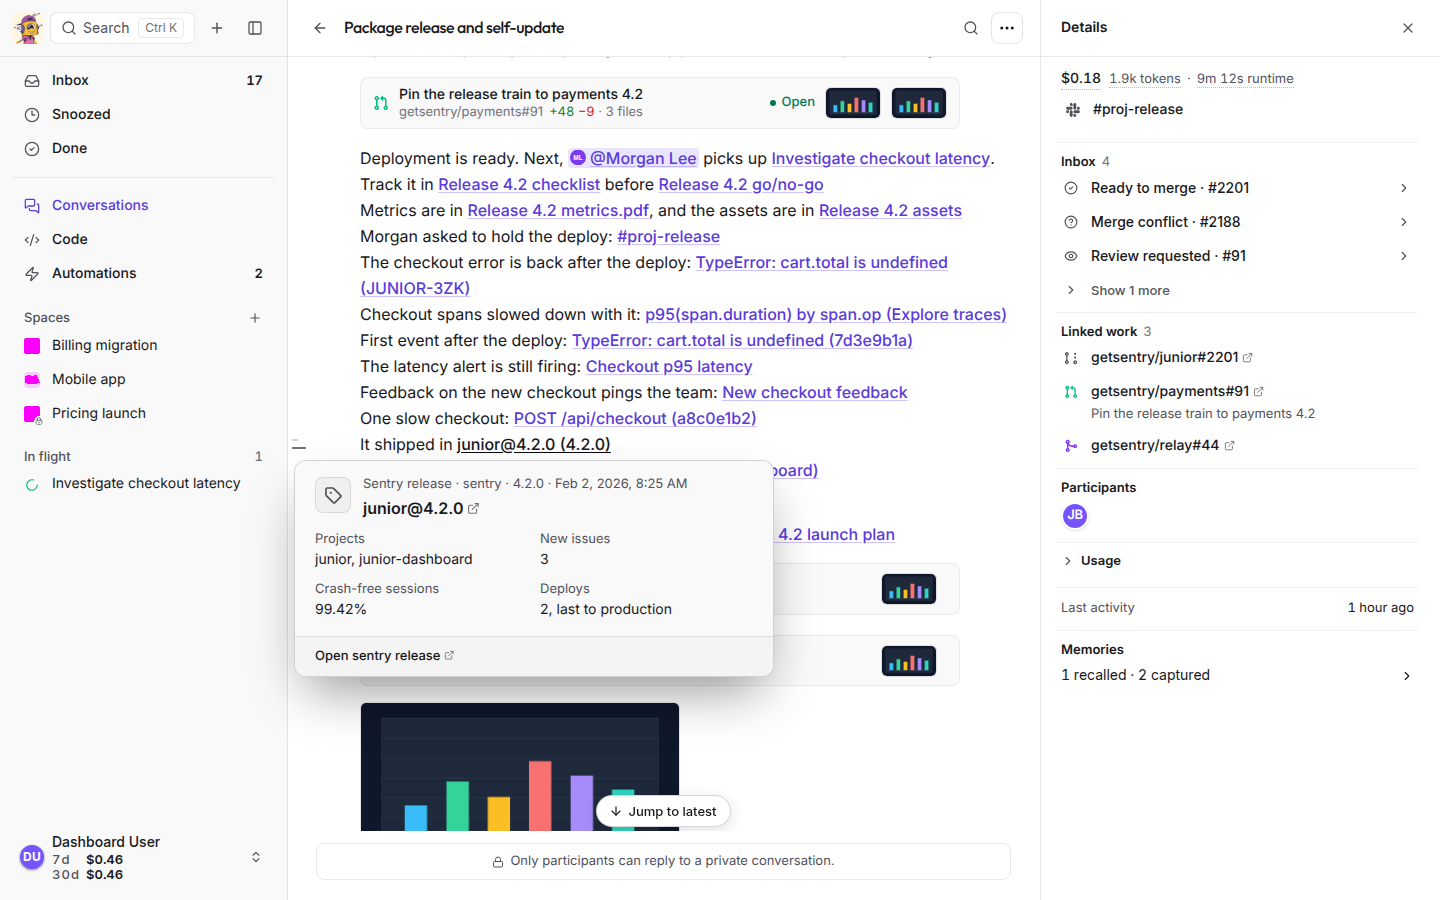 Search
Ctrl K
Inbox
17
Snoozed
Done
Conversations
Code
Automations
2
Spaces
Billing migration
Mobile app
Pricing launch
In flight
1
Investigate checkout latency
DU
Dashboard User
7d $0.46
30d $0.46
Package release and self-update
Pin the release train to payments 4.2
getsentry/payments#91 +48 −9 · 3 files
Open
Deployment is ready. Next, ML @Morgan Lee picks up Investigate checkout latency.
Track it in Release 4.2 checklist before Release 4.2 go/no-go
Metrics are in Release 4.2 metrics.pdf, and the assets are in Release 4.2 assets
Morgan asked to hold the deploy: #proj-release
The checkout error is back after the deploy: TypeError: cart.total is undefined
(JUNIOR-3ZK)
Checkout spans slowed down with it: p95(span.duration) by span.op (Explore traces)
First event after the deploy: TypeError: cart.total is undefined (7d3e9b1a)
The latency alert is still firing: Checkout p95 latency
Feedback on the new checkout pings the team: New checkout feedback
One slow checkout: POST /api/checkout (a8c0e1b2)
It shipped in junior@4.2.0 (4.2.0)
board)
4.2 launch plan
Sentry release · sentry · 4.2.0 · Feb 2, 2026, 8:25 AM
junior@4.2.0
Projects
junior, junior-dashboard
New issues
3
Crash-free sessions
99.42%
Deploys
2, last to production
Open sentry release
Jump to latest
Only participants can reply to a private conversation.
Details
$0.18 1.9k tokens · 9m 12s runtime
#proj-release
Inbox 4
Ready to merge · #2201
Merge conflict · #2188
Review requested · #91
Show 1 more
Linked work 3
getsentry/junior#2201
getsentry/payments#91
Pin the release train to payments 4.2
getsentry/relay#44
Participants
JB
Usage
Last activity
1 hour ago
Memories
1 recalled · 2 captured